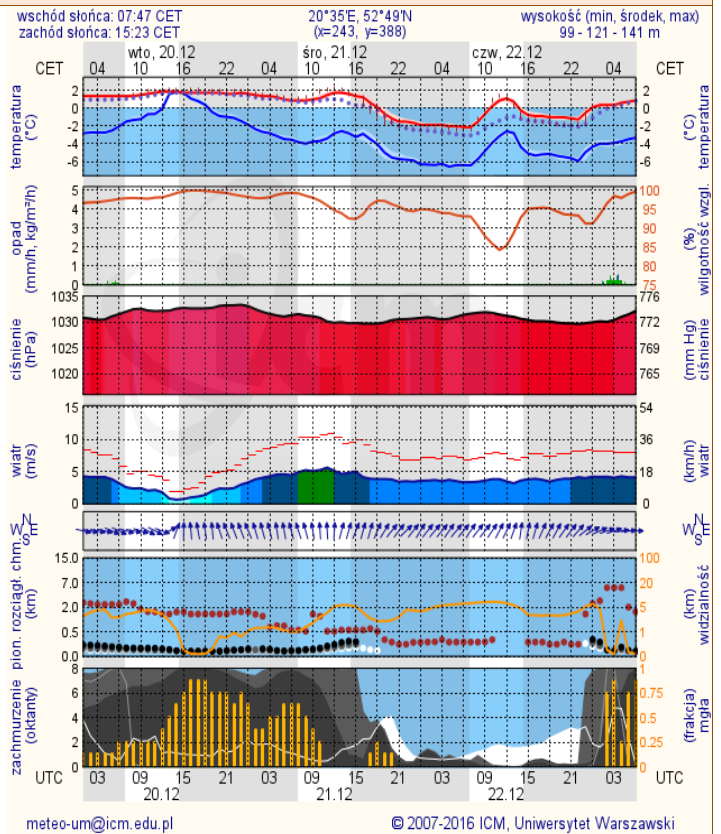 wschód słońca: 07:47 CET 20°35'E, 52°49'N wysokość (min, środek, max)
zachód słońca: 15:23 CET (x=243, y=388) 99 - 121 - 141 m
wto, 20.12 śro, 21.12 czw, 22.12
CET 04 10 16 22 04 10 16 22 04 10 16 22 04 CET
temperatura
(°C)
2
0
-2
-4
-6
2
0
-2
-4
-6
(°C)
temperatura
opad
(mm/h, kg/m²/h)
5
4
3
2
1
0
100
95
90
85
80
75
(%)
wilgotność wzgl.
ciśnienie
(hPa)
1035
1030
1025
1020
776
772
769
765
(mm Hg)
ciśnienie
wiatr
(m/s)
15
10
5
0
54
36
18
0
(km/h)
wiatr
N
W E
S
N
W E
S
pion. rozciągł. chm.
(km)
15.0
7.0
2.0
0.5
0.0
100
20
5
1
0
(km)
widzialność
zachmurzenie
(oktanty)
8
6
4
2
0
1
0.75
0.5
0.25
0
(frakcja)
mgła
UTC 03 09 15 21 03 09 15 21 03 09 15 21 03 UTC
20.12 21.12 22.12
meteo-um@icm.edu.pl © 2007-2016 ICM, Uniwersytet Warszawski